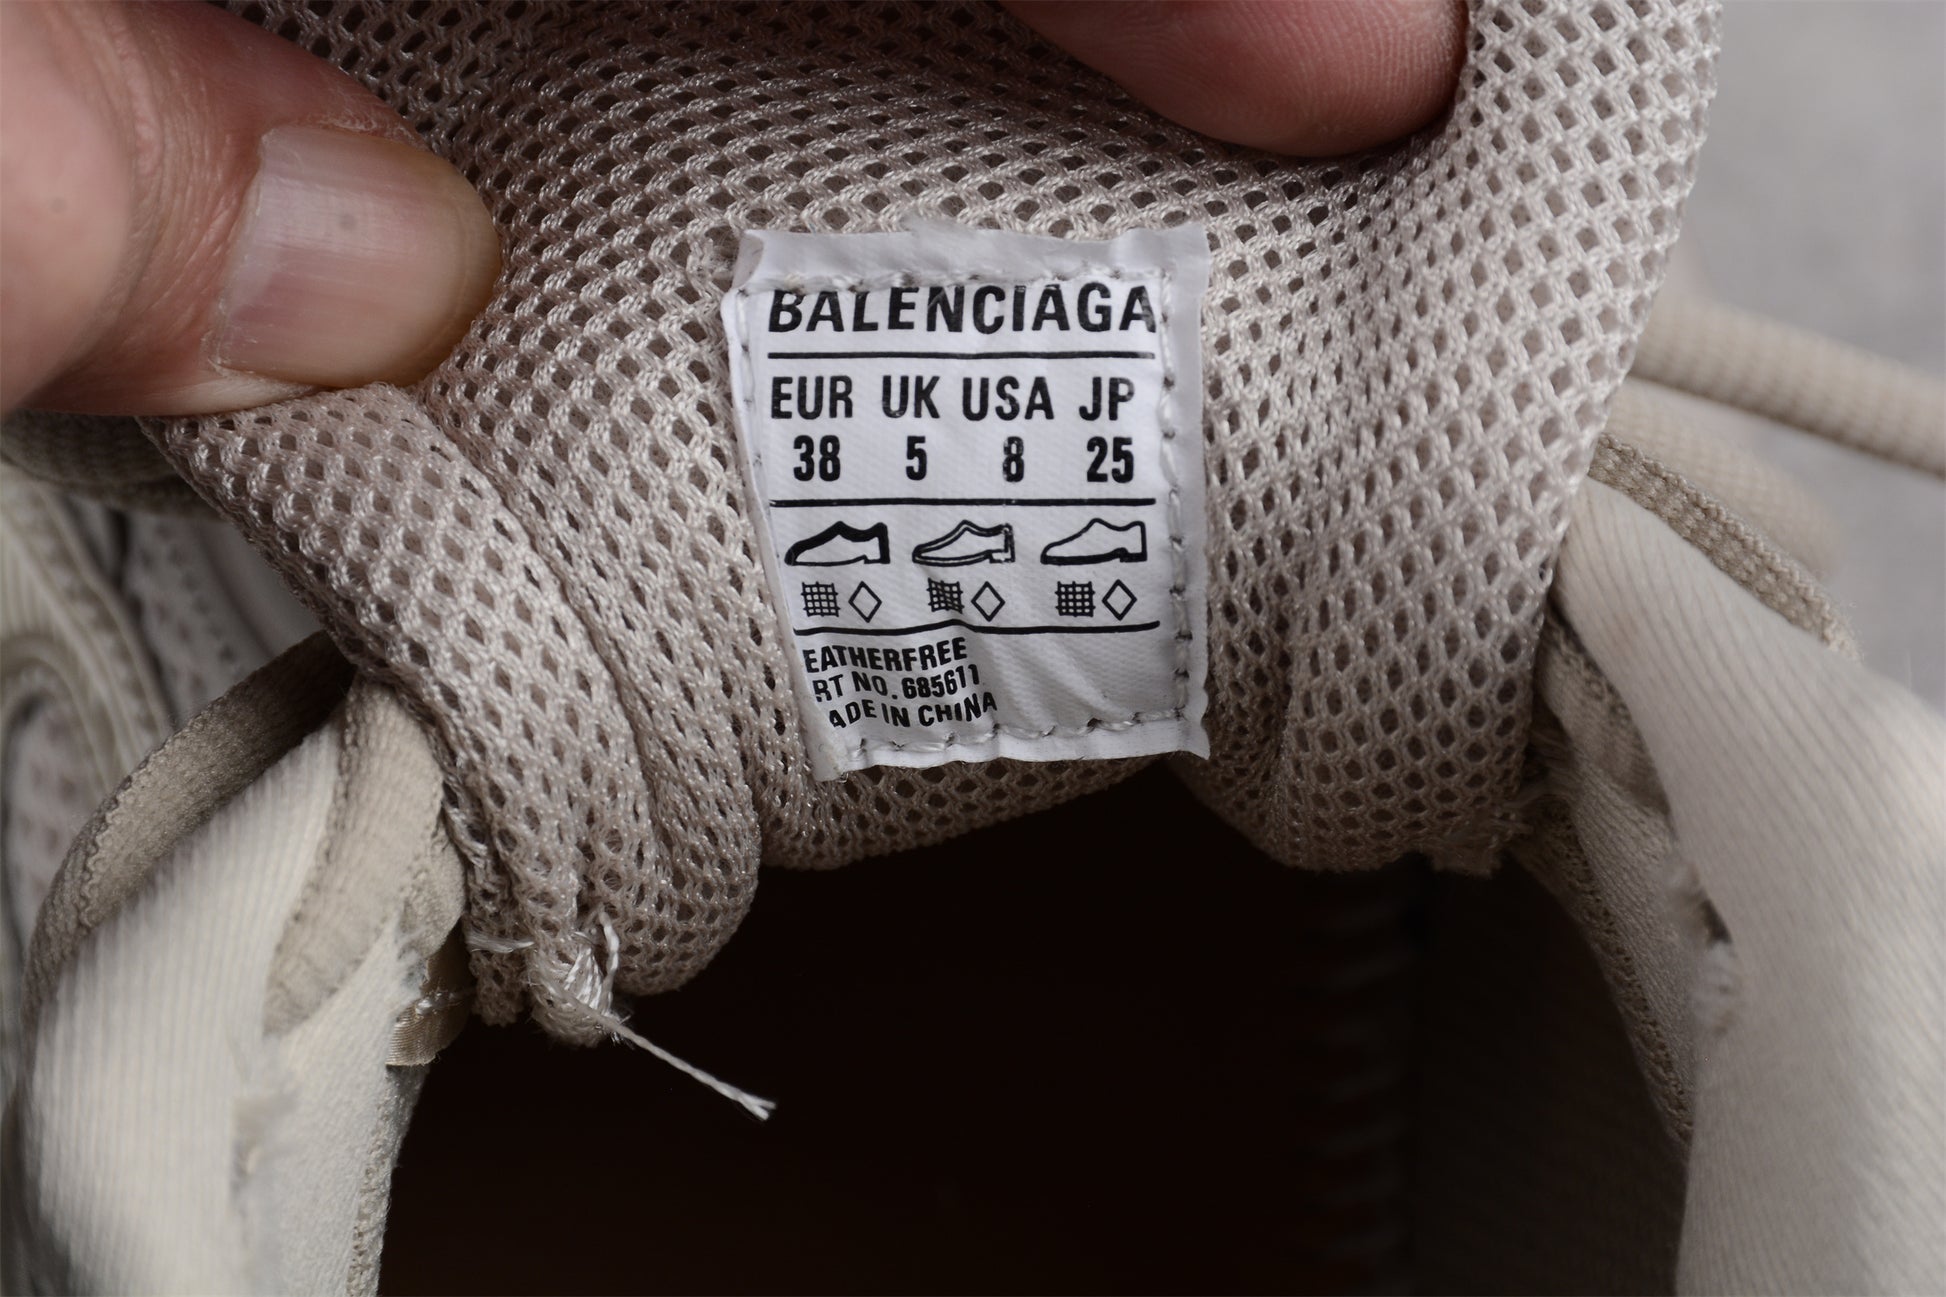 BALENCIAGA
EUR UK USA JP
38 5 8 25
EATHERFREE
RT NO. 685611
ADE IN CHINA